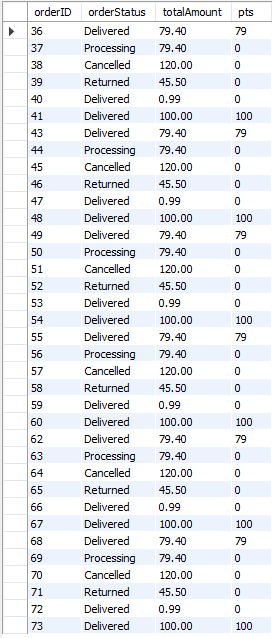 orderID orderStatus totalAmount pts
36 Delivered 79.40 79
37 Processing 79.40 0
38 Cancelled 120.00 0
39 Returned 45.50 0
40 Delivered 0.99 0
41 Delivered 100.00 100
43 Delivered 79.40 79
44 Processing 79.40 0
45 Cancelled 120.00 0
46 Returned 45.50 0
47 Delivered 0.99 0
48 Delivered 100.00 100
49 Delivered 79.40 79
50 Processing 79.40 0
51 Cancelled 120.00 0
52 Returned 45.50 0
53 Delivered 0.99 0
54 Delivered 100.00 100
55 Delivered 79.40 79
56 Processing 79.40 0
57 Cancelled 120.00 0
58 Returned 45.50 0
59 Delivered 0.99 0
60 Delivered 100.00 100
62 Delivered 79.40 79
63 Processing 79.40 0
64 Cancelled 120.00 0
65 Returned 45.50 0
66 Delivered 0.99 0
67 Delivered 100.00 100
68 Delivered 79.40 79
69 Processing 79.40 0
70 Cancelled 120.00 0
71 Returned 45.50 0
72 Delivered 0.99 0
73 Delivered 100.00 100